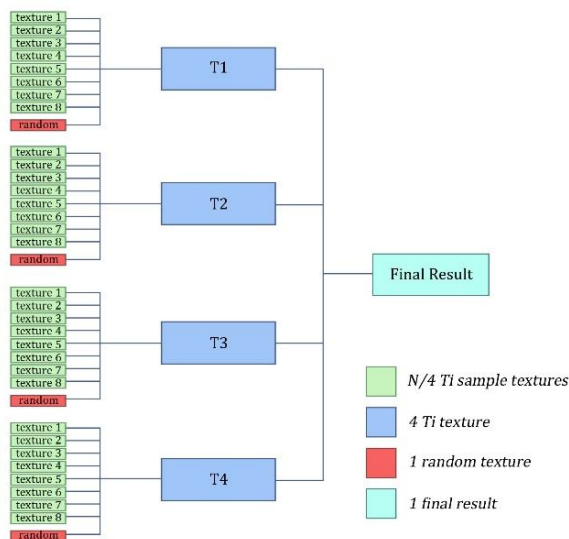 texture 1
texture 2
texture 3
texture 4
texture 5
texture 6
texture 7
texture 8
random
T1
texture 1
texture 2
texture 3
texture 4
texture 5
texture 6
texture 7
texture 8
random
T2
texture 1
texture 2
texture 3
texture 4
texture 5
texture 6
texture 7
texture 8
random
T3
texture 1
texture 2
texture 3
texture 4
texture 5
texture 6
texture 7
texture 8
random
T4
Final Result
N/4 Ti sample textures
4 Ti texture
1 random texture
1 final result